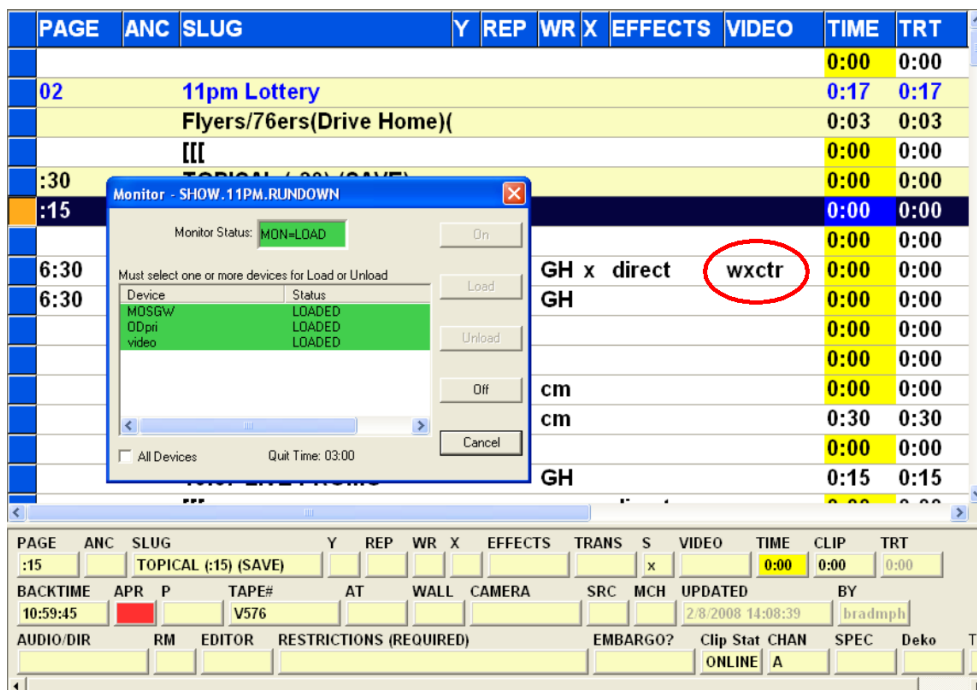 PAGE ANC SLUG Y REP WR X EFFECTS VIDEO TIME TRT
0:00 0:00
02 11pm Lottery 0:17 0:17
Flyers/76ers(Drive Home)( 0:03 0:03
[[[ 0:00 0:00
:30 0:00 0:00
:15 0:00 0:00
0:00 0:00
6:30 GH x direct wxctr 0:00 0:00
6:30 GH 0:00 0:00
0:00 0:00
0:00 0:00
cm 0:00 0:00
cm 0:30 0:30
0:00 0:00
GH 0:15 0:15
Monitor - SHOW.11PM.RUNDOWN
Monitor Status: MON=LOAD On
Must select one or more devices for Load or Unload
Load
Device Status
MOSGW LOADED
ODpri LOADED
video LOADED
Unload
Off
Cancel
All Devices Quit Time: 03:00
PAGE ANC SLUG Y REP WR X EFFECTS TRANS S VIDEO TIME CLIP TRT
:15 TOPICAL (:15) (SAVE) x 0:00 0:00 0:00
BACKTIME APR P TAPE# AT WALL CAMERA SRC MCH UPDATED BY
10:59:45 V576 2/8/2008 14:08:39 bradmph
AUDIO/DIR RM EDITOR RESTRICTIONS (REQUIRED) EMBARGO? Clip Stat CHAN SPEC Deko T
ONLINE A